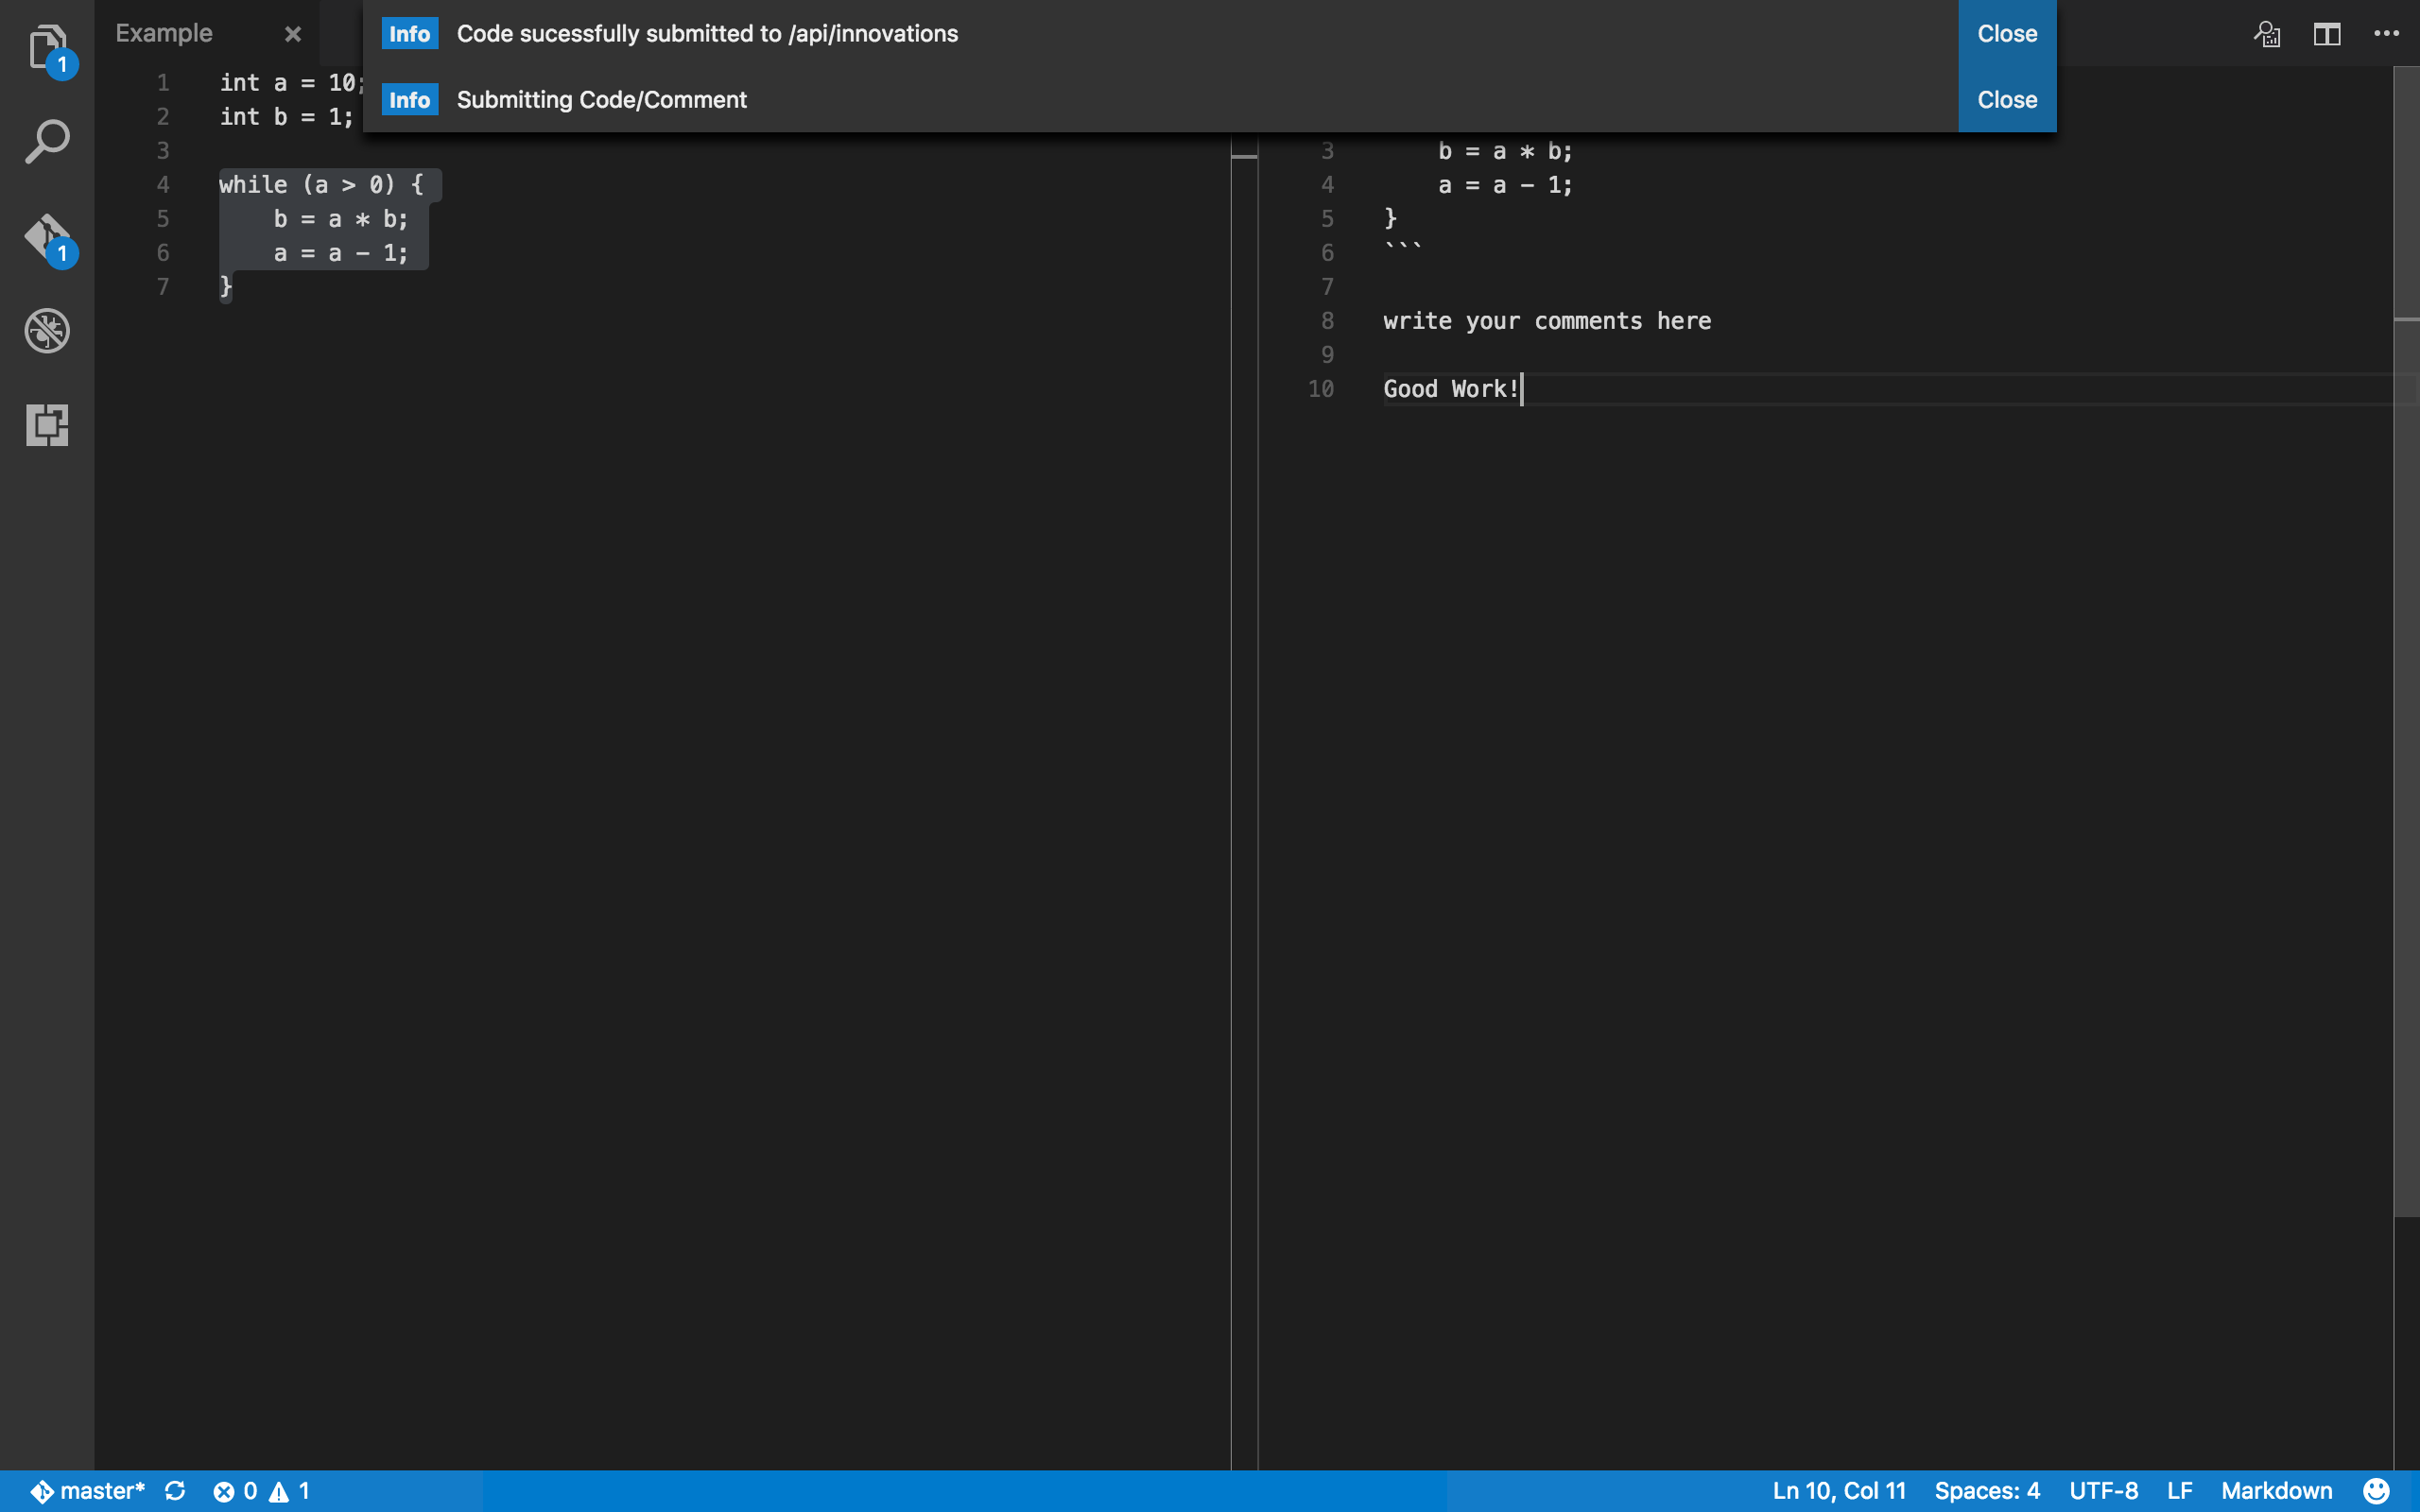 Example
Info Code sucessfully submitted to /api/innovations Close
Info Submitting Code/Comment Close
1
1
1 int a = 10;
2 int b = 1;
3
4 while (a > 0) {
5     b = a * b;
6     a = a - 1;
7 }
3     b = a * b;
4     a = a - 1;
5 }
6 ```
7
8 write your comments here
9
10 Good Work!
master* 0 1 Ln 10, Col 11 Spaces: 4 UTF-8 LF Markdown